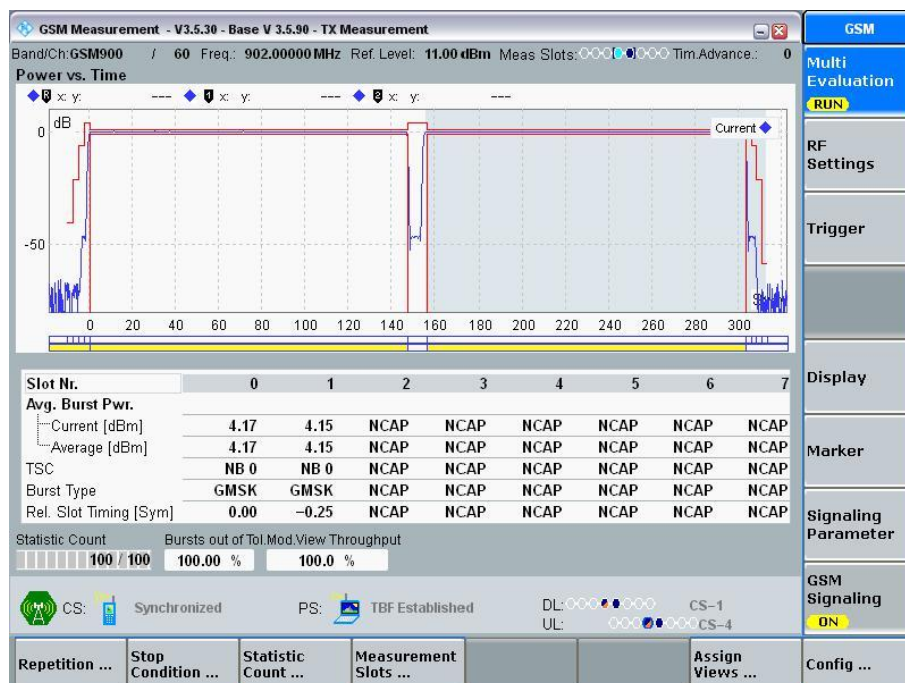 GSM Measurement - V3.5.30 - Base V 3.5.90 - TX Measurement
GSM
Band/Ch:GSM900 / 60 Freq.: 902.00000 MHz Ref. Level: 11.00 dBm Meas Slots: Tim.Advance.: 0
Power vs. Time
Multi Evaluation
RUN
R x: y: --- 1 x: y: --- 2 x: y: ---
dB
Current
0
-50
RF Settings
Trigger
0 20 40 60 80 100 120 140 160 180 200 220 240 260 280 300
Slot Nr. 0 1 2 3 4 5 6 7
Avg. Burst Pwr.
Current [dBm] 4.17 4.15 NCAP NCAP NCAP NCAP NCAP NCAP
Average [dBm] 4.17 4.15 NCAP NCAP NCAP NCAP NCAP NCAP
TSC NB 0 NB 0 NCAP NCAP NCAP NCAP NCAP NCAP
Burst Type GMSK GMSK NCAP NCAP NCAP NCAP NCAP NCAP
Rel. Slot Timing [Sym] 0.00 −0.25 NCAP NCAP NCAP NCAP NCAP NCAP
Display
Marker
Signaling Parameter
Statistic Count Bursts out of Tol. Mod.View Throughput
100 / 100 100.00 % 100.0 %
CS: Synchronized PS: TBF Established DL: CS-1
UL: CS-4
GSM Signaling
ON
Repetition ...
Stop Condition ...
Statistic Count ...
Measurement Slots ...
Assign Views ...
Config ...